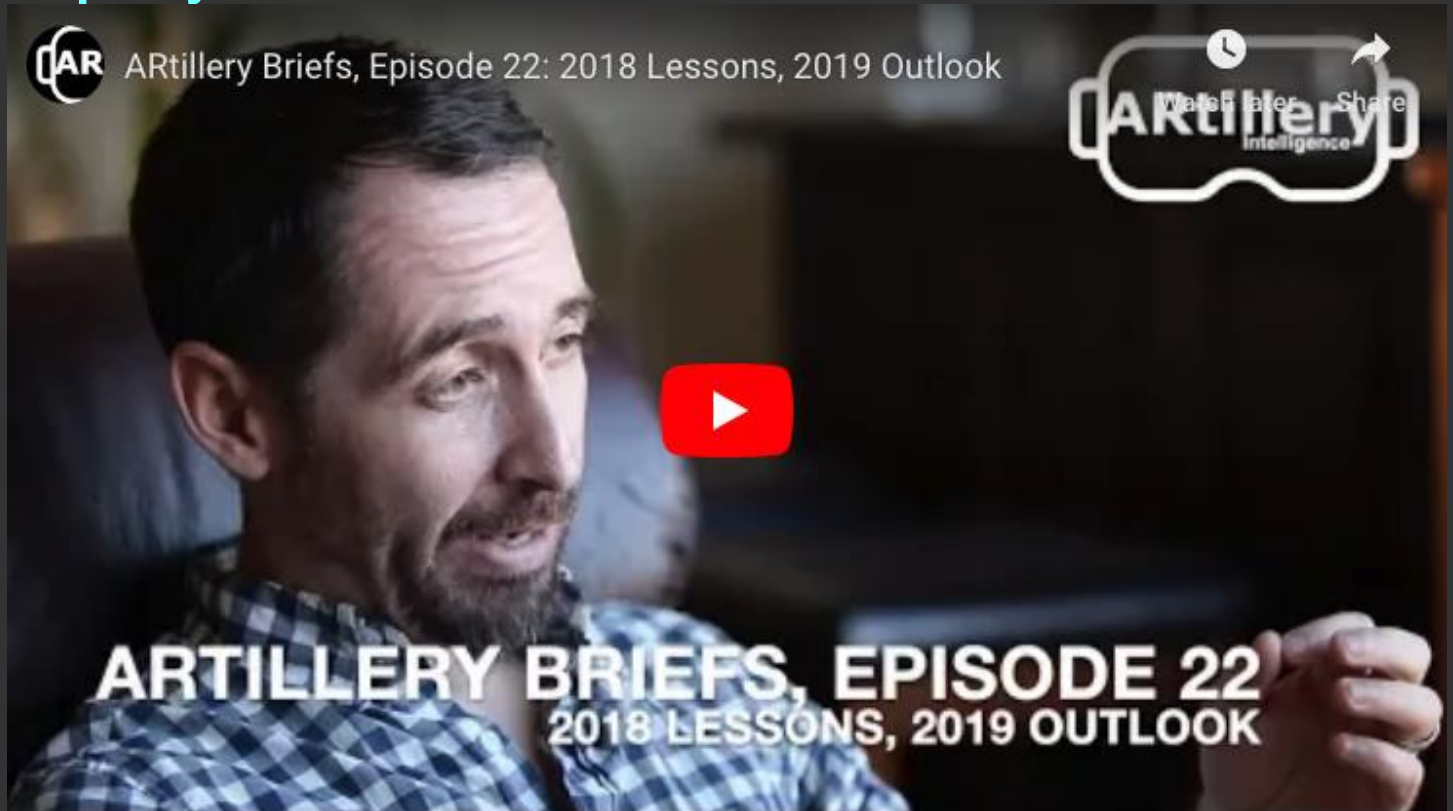 AR ARtillery Briefs, Episode 22: 2018 Lessons, 2019 Outlook
Watch later Share
ARtillery
Intelligence
ARTILLERY BRIEFS, EPISODE 22
2018 LESSONS, 2019 OUTLOOK